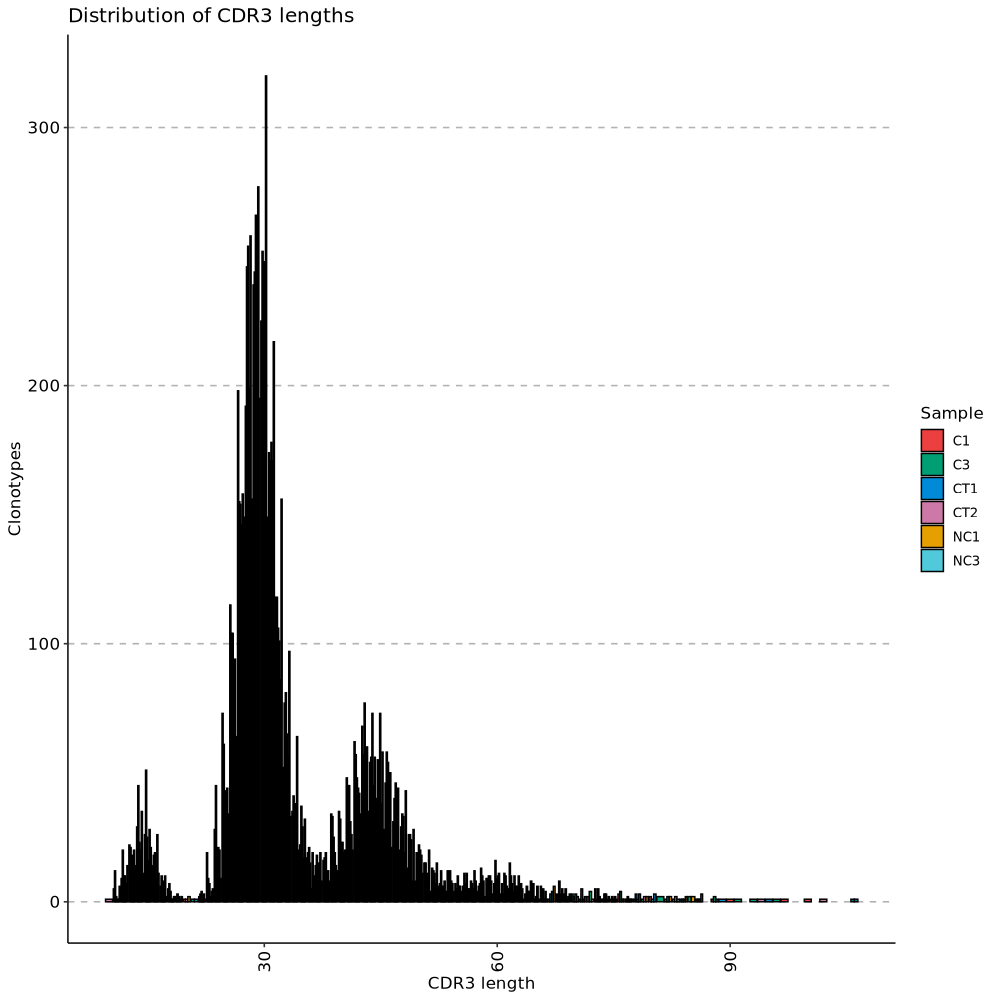 Distribution of CDR3 lengths
300
200
100
0
Clonotypes
30
60
90
CDR3 length
Sample
C1
C3
CT1
CT2
NC1
NC3